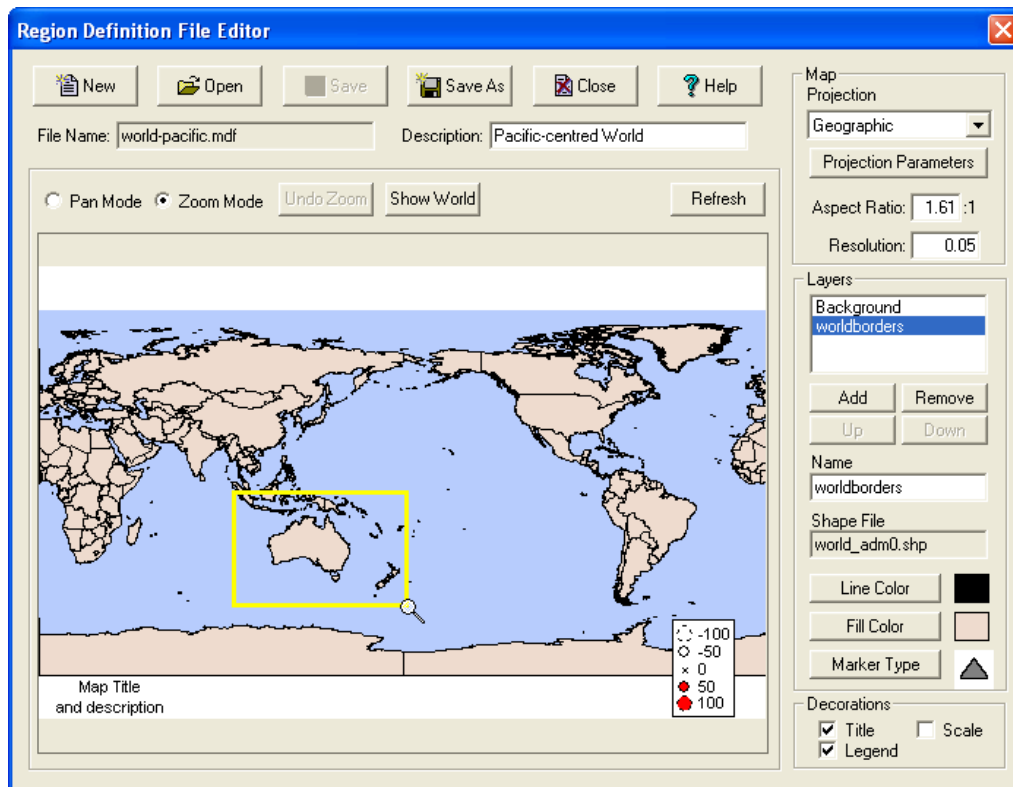 Region Definition File Editor
New Open Save Save As Close Help
File Name: world-pacific.mdf Description: Pacific-centred World
Pan Mode Zoom Mode Undo Zoom Show World Refresh
Map Title
and description
-100
-50
0
50
100
Map
Projection
Geographic
Projection Parameters
Aspect Ratio: 1.61 :1
Resolution: 0.05
Layers
Background
worldborders
Add Remove
Up Down
Name
worldborders
Shape File
world_adm0.shp
Line Color
Fill Color
Marker Type
Decorations
Title Scale
Legend